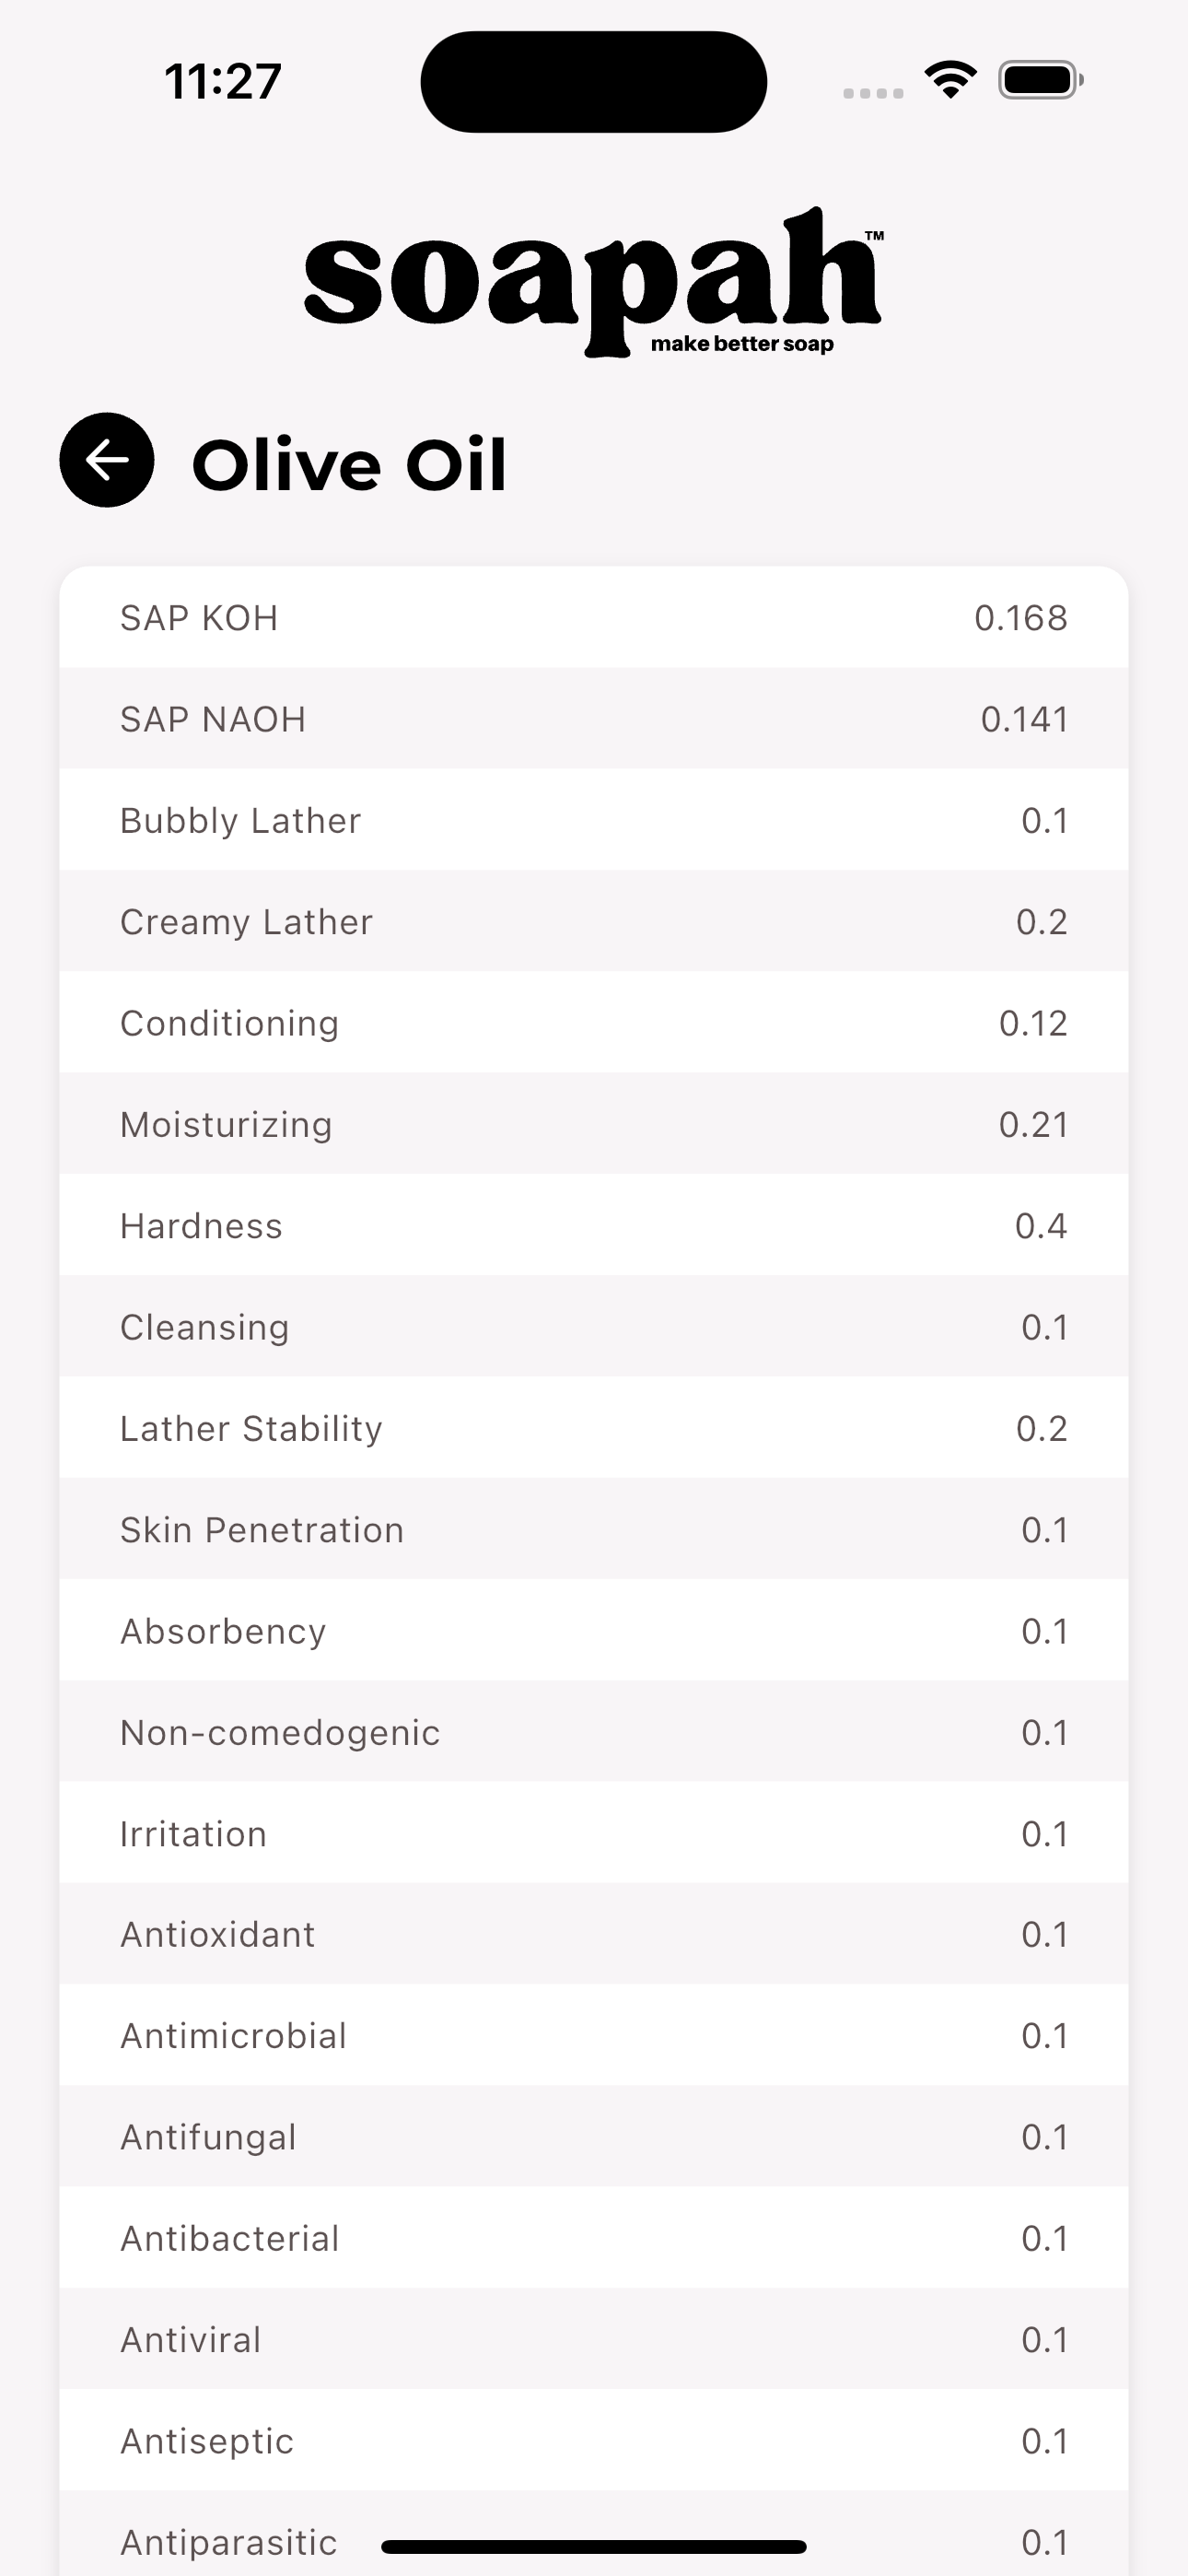 11:27
soapah™
make better soap
Olive Oil
SAP KOH 0.168
SAP NAOH 0.141
Bubbly Lather 0.1
Creamy Lather 0.2
Conditioning 0.12
Moisturizing 0.21
Hardness 0.4
Cleansing 0.1
Lather Stability 0.2
Skin Penetration 0.1
Absorbency 0.1
Non-comedogenic 0.1
Irritation 0.1
Antioxidant 0.1
Antimicrobial 0.1
Antifungal 0.1
Antibacterial 0.1
Antiviral 0.1
Antiseptic 0.1
Antiparasitic 0.1